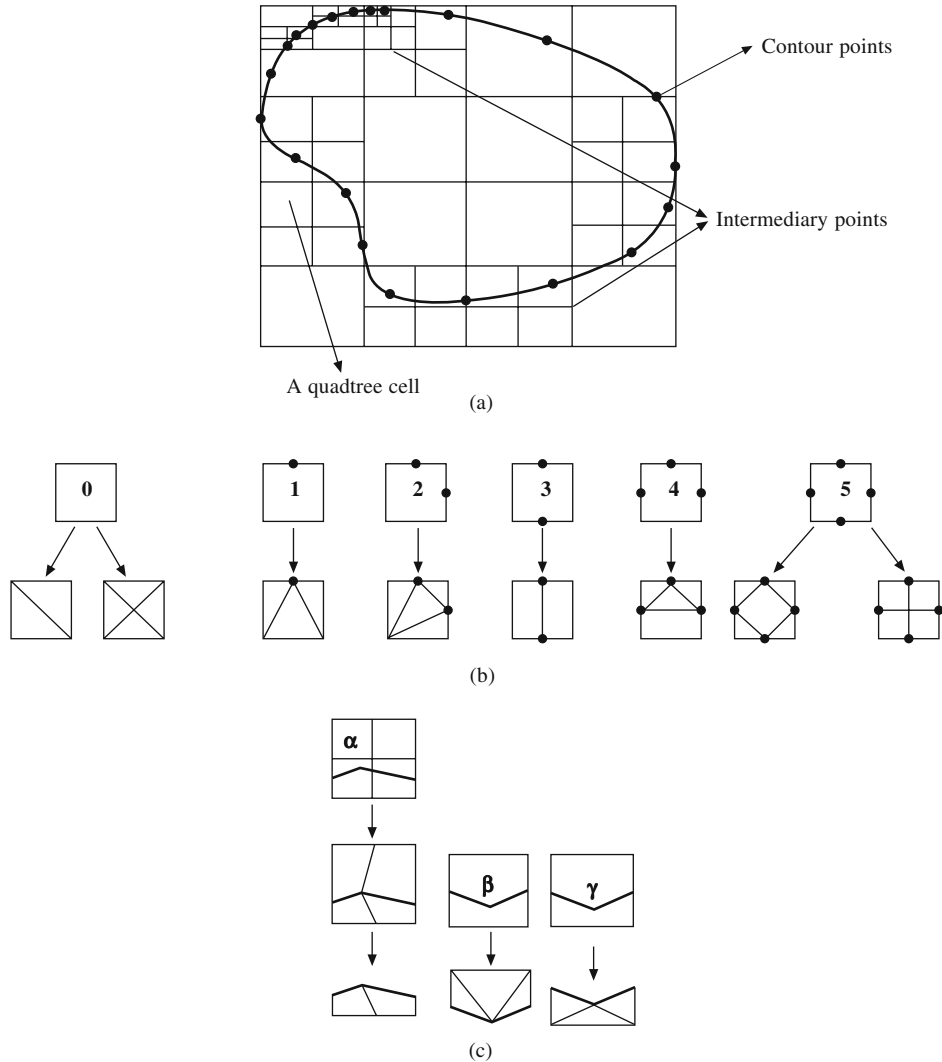 Contour points
Intermediary points
A quadtree cell
(a)
0 1 2 3 4 5
(b)
α
β γ
(c)